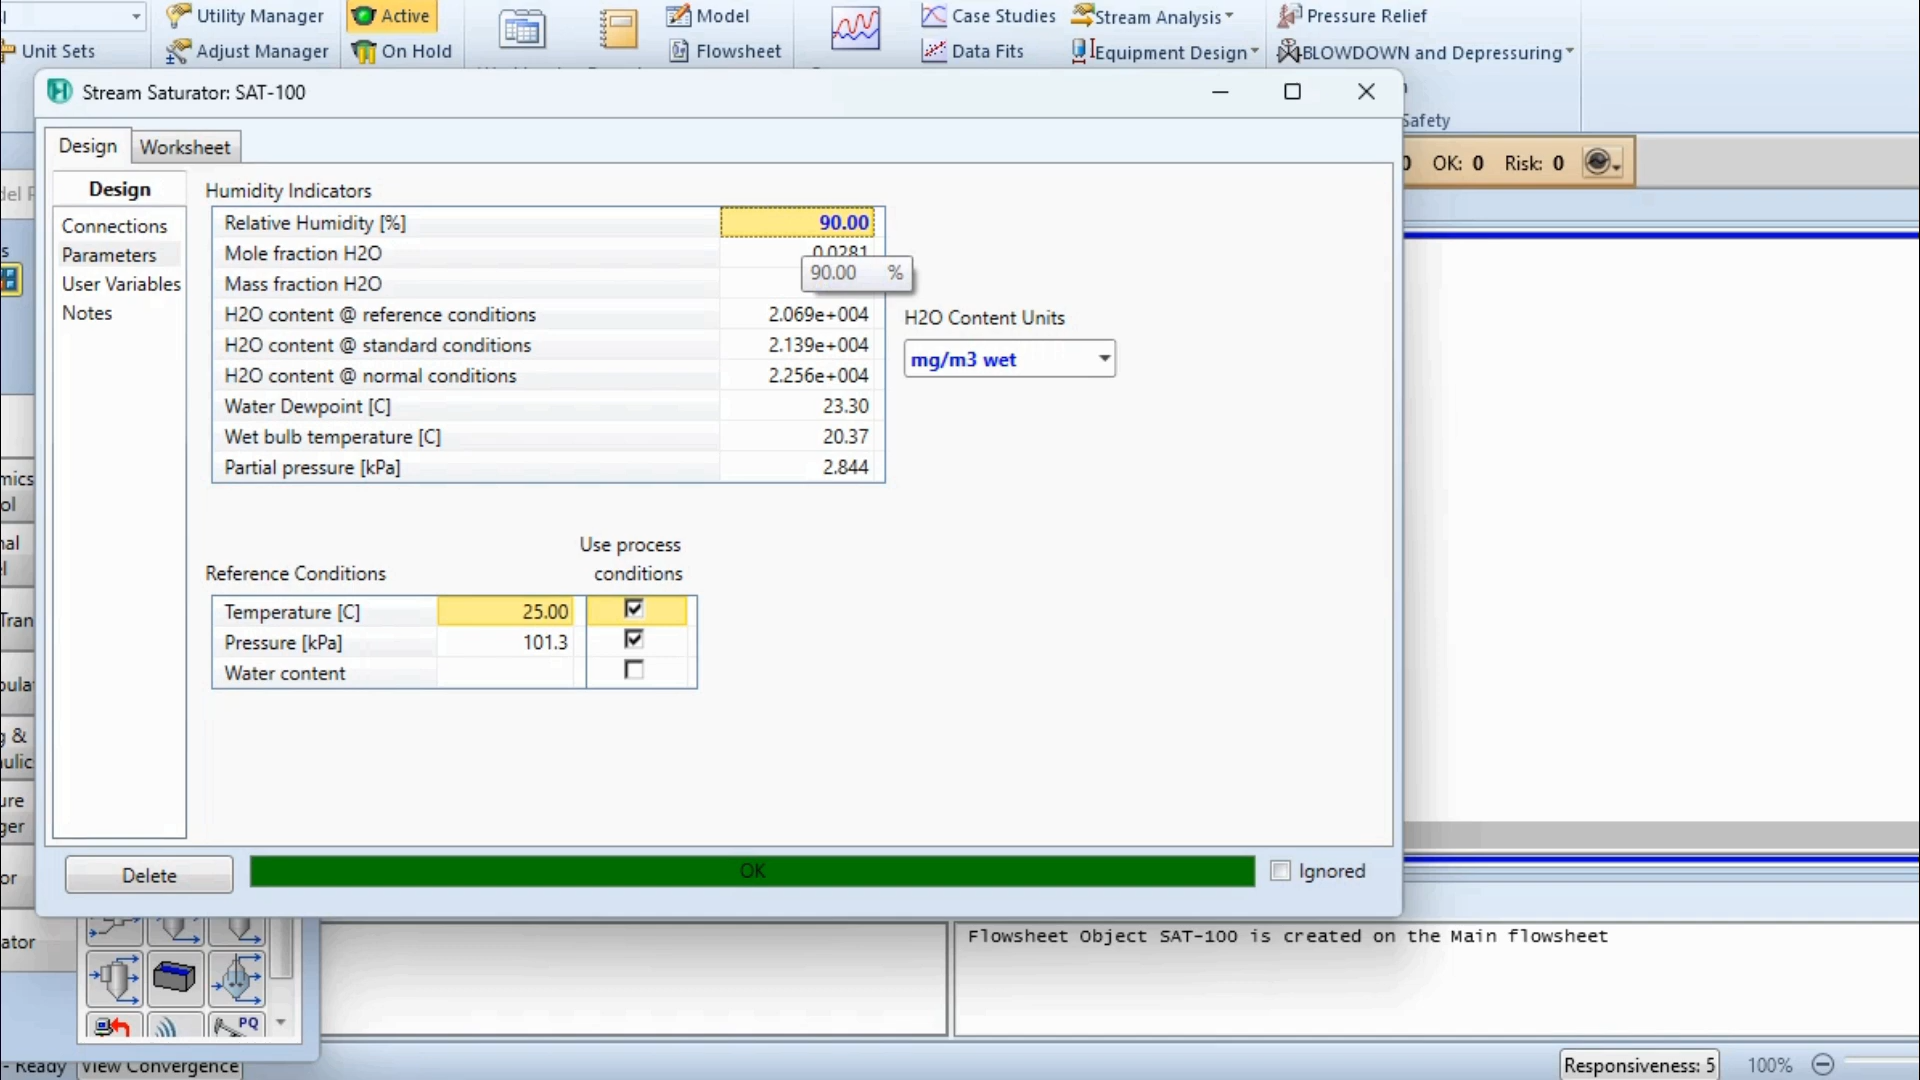 Utility Manager
Active
Model
Case Studies
Stream Analysis
Pressure Relief
Unit Sets
Adjust Manager
On Hold
Flowsheet
Data Fits
Equipment Design
BLOWDOWN and Depressuring
Stream Saturator: SAT-100
Safety
Design
Worksheet
OK: 0
Risk: 0
Design
Connections
Parameters
User Variables
Notes
Humidity Indicators
Relative Humidity [%] 90.00
Mole fraction H2O 0.0281
90.00 %
Mass fraction H2O
H2O content @ reference conditions 2.069e+004
H2O content @ standard conditions 2.139e+004
H2O content @ normal conditions 2.256e+004
Water Dewpoint [C] 23.30
Wet bulb temperature [C] 20.37
Partial pressure [kPa] 2.844
H2O Content Units
mg/m3 wet
Use process
conditions
Reference Conditions
Temperature [C] 25.00
Pressure [kPa] 101.3
Water content
Delete
OK
Ignored
Flowsheet Object SAT-100 is created on the Main flowsheet
PQ
- Ready
View Convergence
Responsiveness: 5
100%